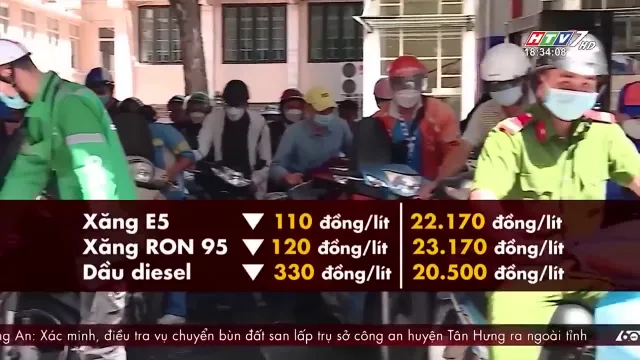 HTV7 HD
18:34:08
Xăng E5 ▼ 110 đồng/lít 22.170 đồng/lít
Xăng RON 95 ▼ 120 đồng/lít 23.170 đồng/lít
Dầu diesel ▼ 330 đồng/lít 20.500 đồng/lít
An: Xác minh, điều tra vụ chuyển bùn đất san lấp trụ sở công an huyện Tân Hưng ra ngoài tỉnh